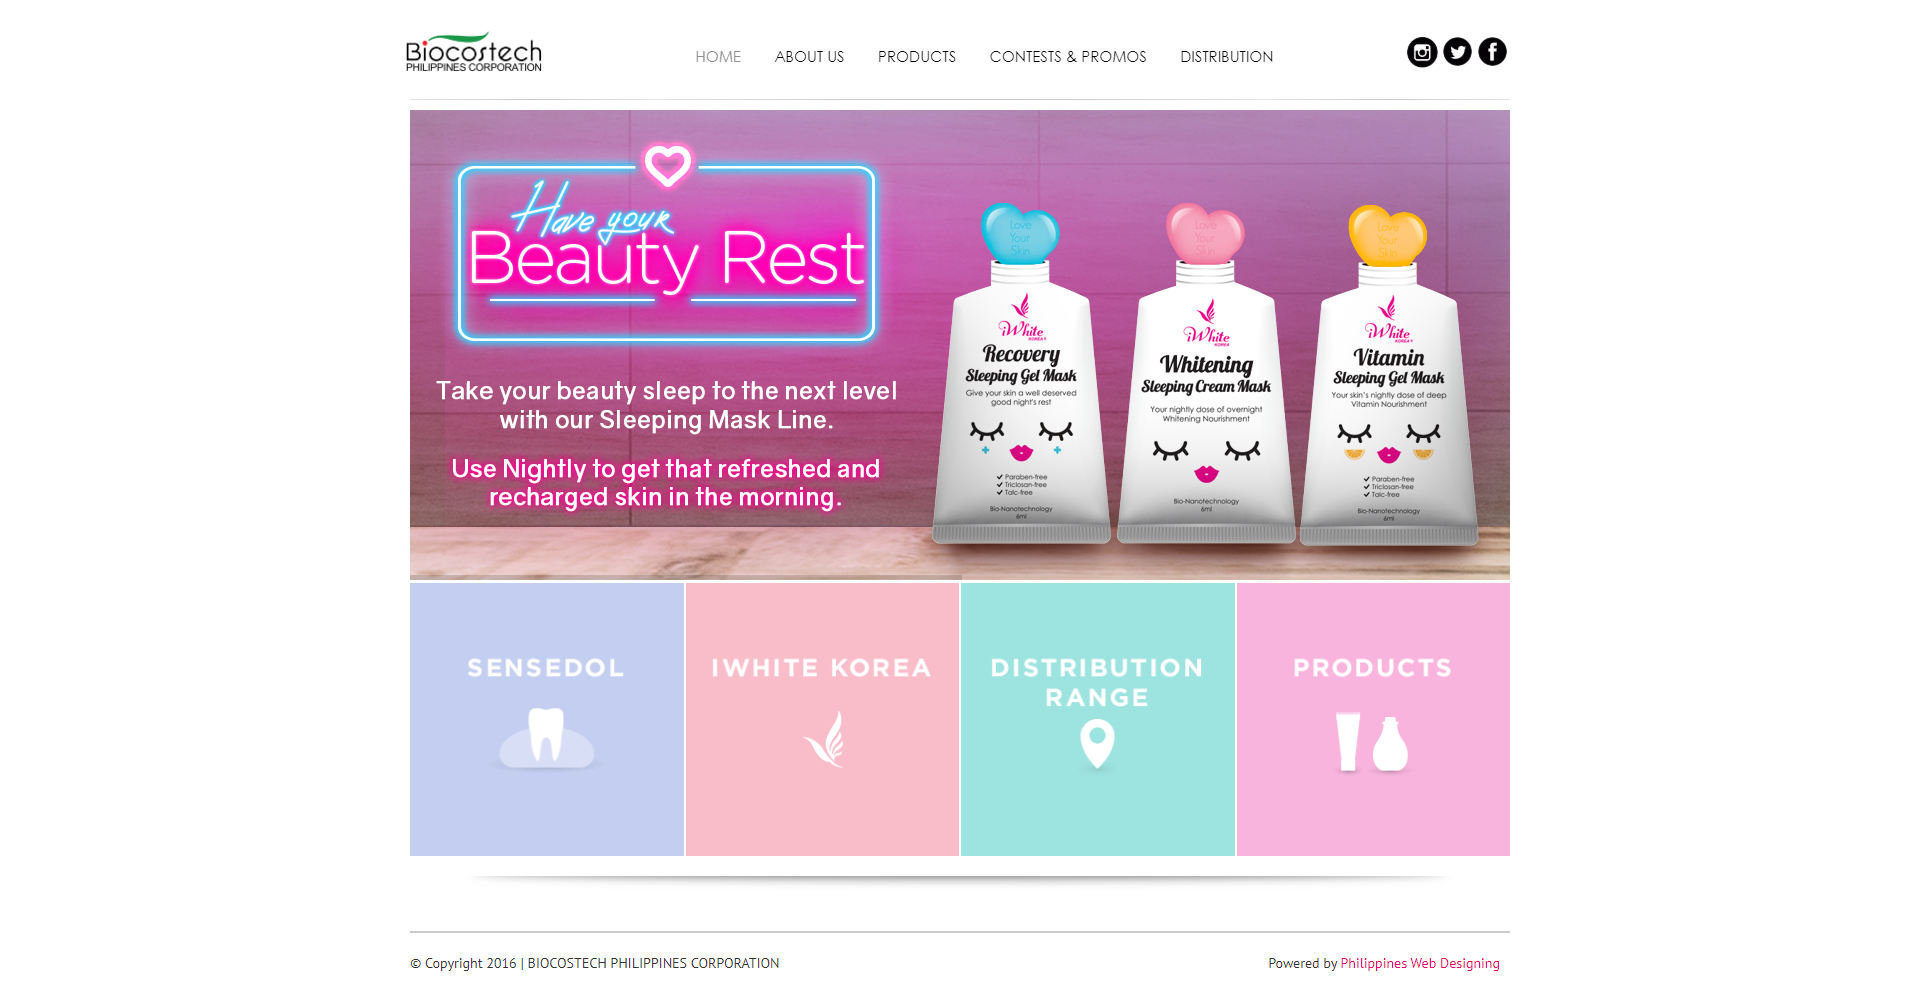 Biocostech
PHILIPPINES CORPORATION
HOME
ABOUT US
PRODUCTS
CONTESTS & PROMOS
DISTRIBUTION
Have your
Beauty Rest
Take your beauty sleep to the next level
with our Sleeping Mask Line.
Use Nightly to get that refreshed and
recharged skin in the morning.
Love
Your
Skin
iWhite
KOREA
Recovery
Sleeping Gel Mask
Give your skin a well deserved
good night's rest
Paraben-free
Triclosan-free
Talc-free
Bio-Nanotechnology
6ml
Love
Your
Skin
iWhite
KOREA
Whitening
Sleeping Cream Mask
Your nightly dose of overnight
Whitening Nourishment
Bio-Nanotechnology
6ml
Love
Your
Skin
iWhite
KOREA
Vitamin
Sleeping Gel Mask
Your skin's nightly dose of deep
Vitamin Nourishment
Paraben-free
Triclosan-free
Talc-free
Bio-Nanotechnology
6ml
SENSEDOL
IWHITE KOREA
DISTRIBUTION
RANGE
PRODUCTS
© Copyright 2016 | BIOCOSTECH PHILIPPINES CORPORATION
Powered by Philippines Web Designing